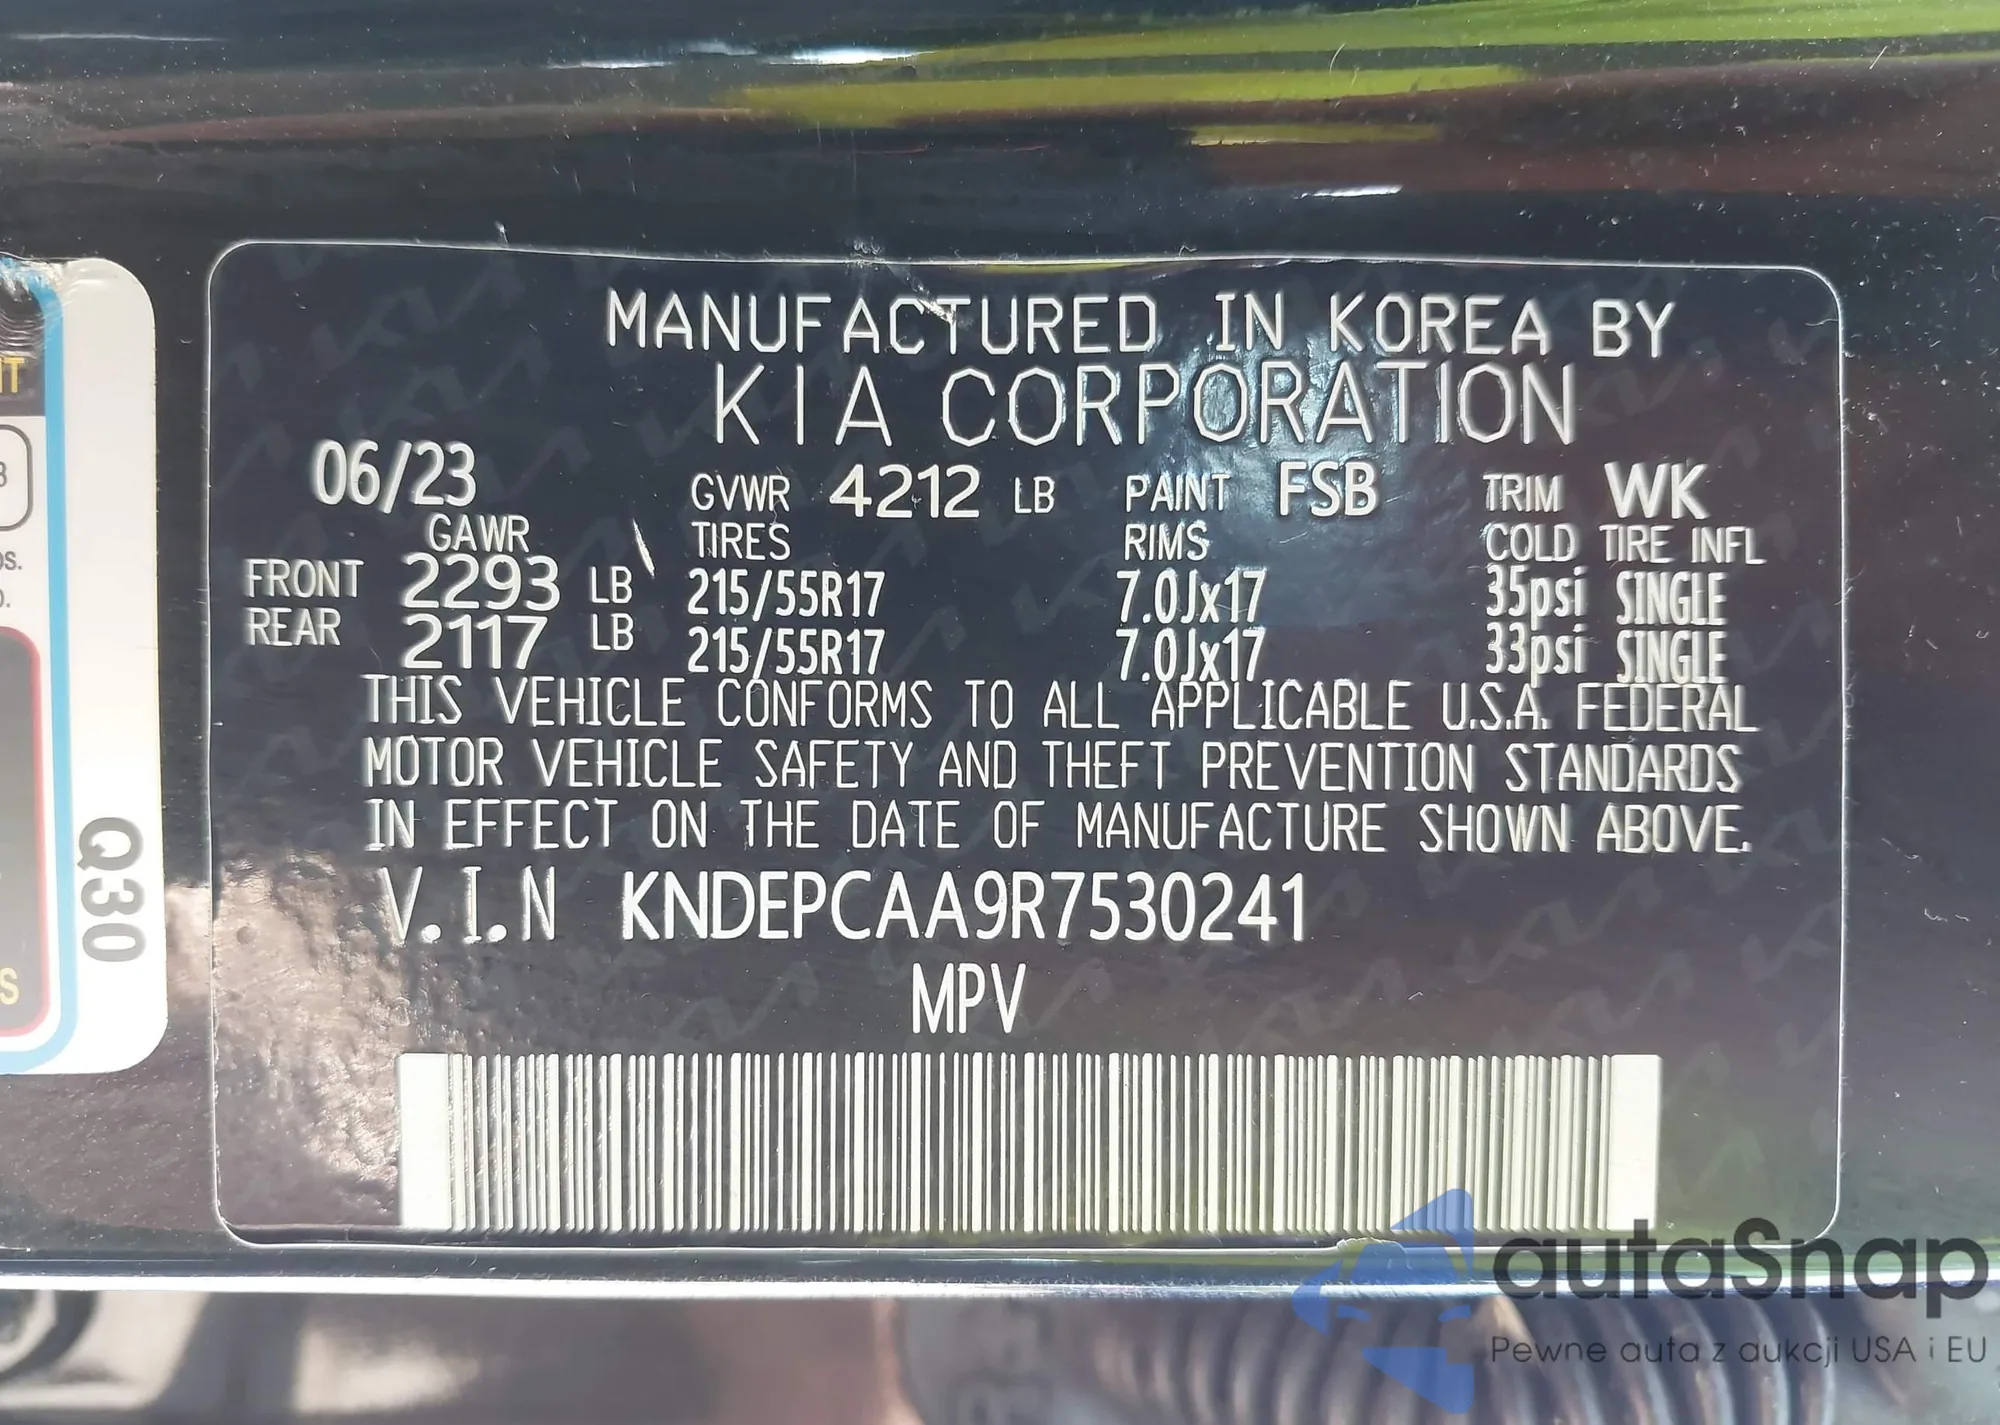 MANUFACTURED IN KOREA BY
KIA CORPORATION
06/23 GVWR 4212 LB PAINT FSB TRIM WK
GAWR TIRES RIMS COLD TIRE INFL
FRONT 2293 LB 215/55R17 7.0Jx17 35psi SINGLE
REAR 2117 LB 215/55R17 7.0Jx17 33psi SINGLE
THIS VEHICLE CONFORMS TO ALL APPLICABLE U.S.A. FEDERAL
MOTOR VEHICLE SAFETY AND THEFT PREVENTION STANDARDS
IN EFFECT ON THE DATE OF MANUFACTURE SHOWN ABOVE.
V.I.N KNDEPCAA9R7530241
MPV
Q30
autaSnap
Pewne auta z aukcji USA i EU